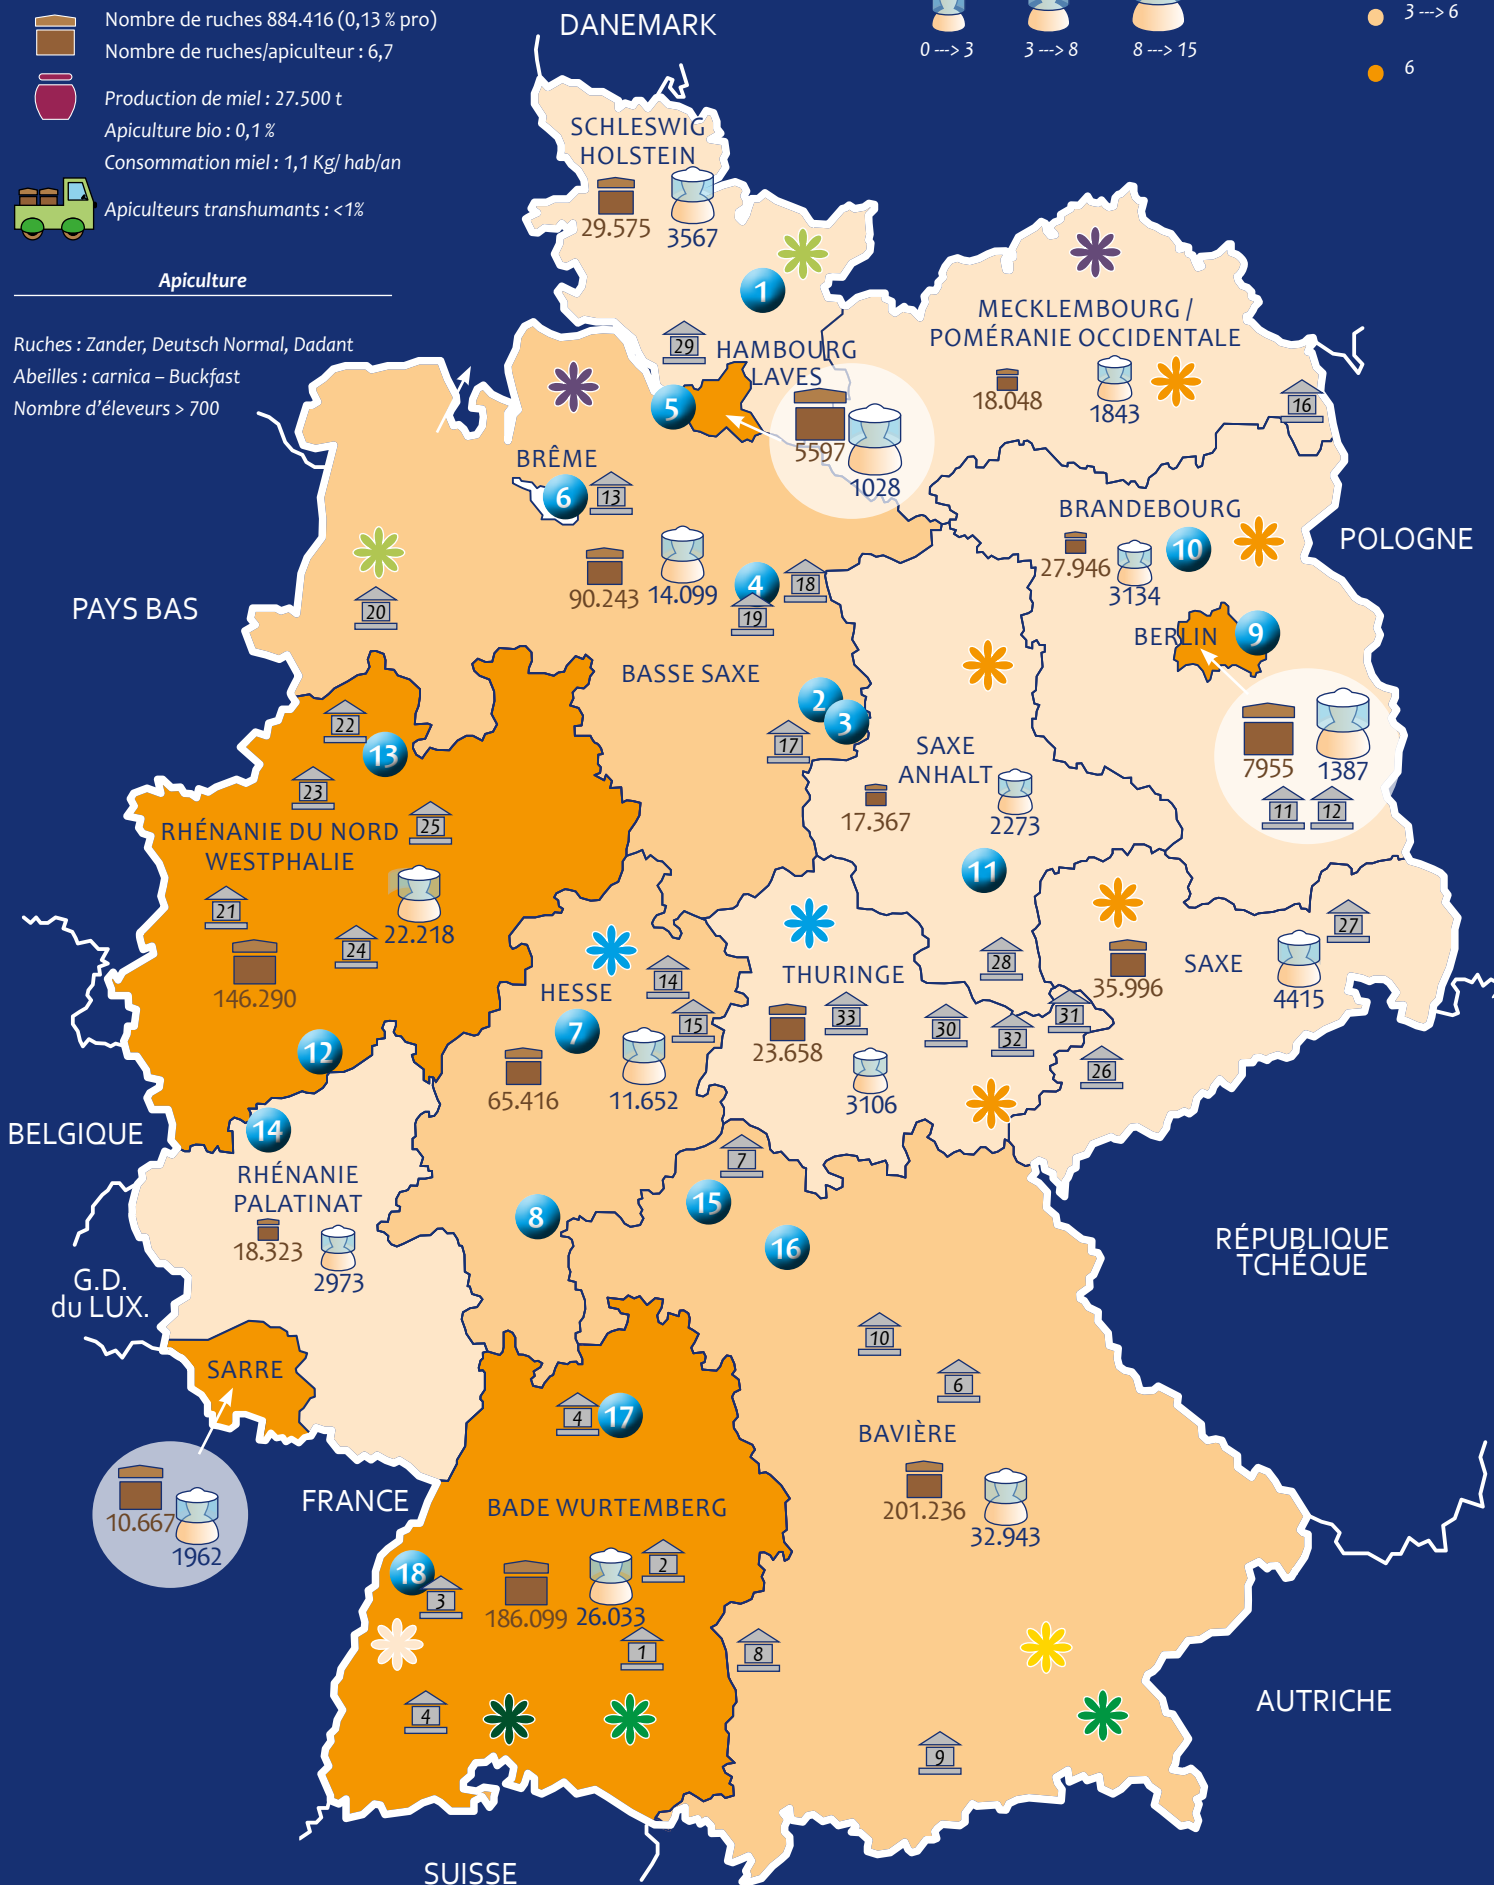 Nombre de ruches 884.416 (0,13 % pro)
Nombre de ruches/apiculteur : 6,7
Production de miel : 27.500 t
Apiculture bio : 0,1 %
Consommation miel : 1,1 Kg/ hab/an
Apiculteurs transhumants : <1%
Apiculture
Ruches : Zander, Deutsch Normal, Dadant
Abeilles : carnica – Buckfast
Nombre d'éleveurs > 700
0 ---> 3
3 ---> 8
8 ---> 15
3 ---> 6
6
DANEMARK
SCHLESWIG
HOLSTEIN
29.575
3567
1
29
HAMBOURG
LAVES
5
5597
1028
MECKLEMBOURG /
POMÉRANIE OCCIDENTALE
18.048
1843
16
BRÊME
6
13
90.243
14.099
4
18
19
20
BASSE SAXE
2
3
17
PAYS BAS
BRANDEBOURG
10
27.946
3134
BERLIN
9
7955
1387
11
12
POLOGNE
SAXE
ANHALT
17.367
2273
11
22
13
23
25
RHÉNANIE DU NORD
WESTPHALIE
21
24
22.218
146.290
12
HESSE
14
7
15
65.416
11.652
8
THURINGE
33
23.658
3106
28
30
32
31
26
SAXE
35.996
4415
27
BELGIQUE
14
RHÉNANIE
PALATINAT
18.323
2973
G.D.
du LUX.
SARRE
10.667
1962
FRANCE
7
15
16
10
6
BAVIÈRE
201.236
32.943
8
9
RÉPUBLIQUE
TCHÉQUE
4
17
BADE WURTEMBERG
18
3
2
186.099
26.033
1
4
AUTRICHE
SUISSE